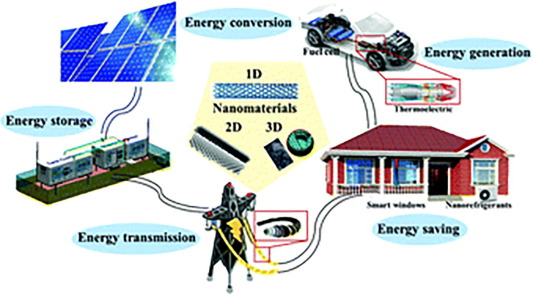 Energy conversion
Fuel cell
Energy generation
1D
Nanomaterials
Thermoelectric
2D
3D
Energy storage
Smart windows
Nanorefrigerants
Energy transmission
Energy saving